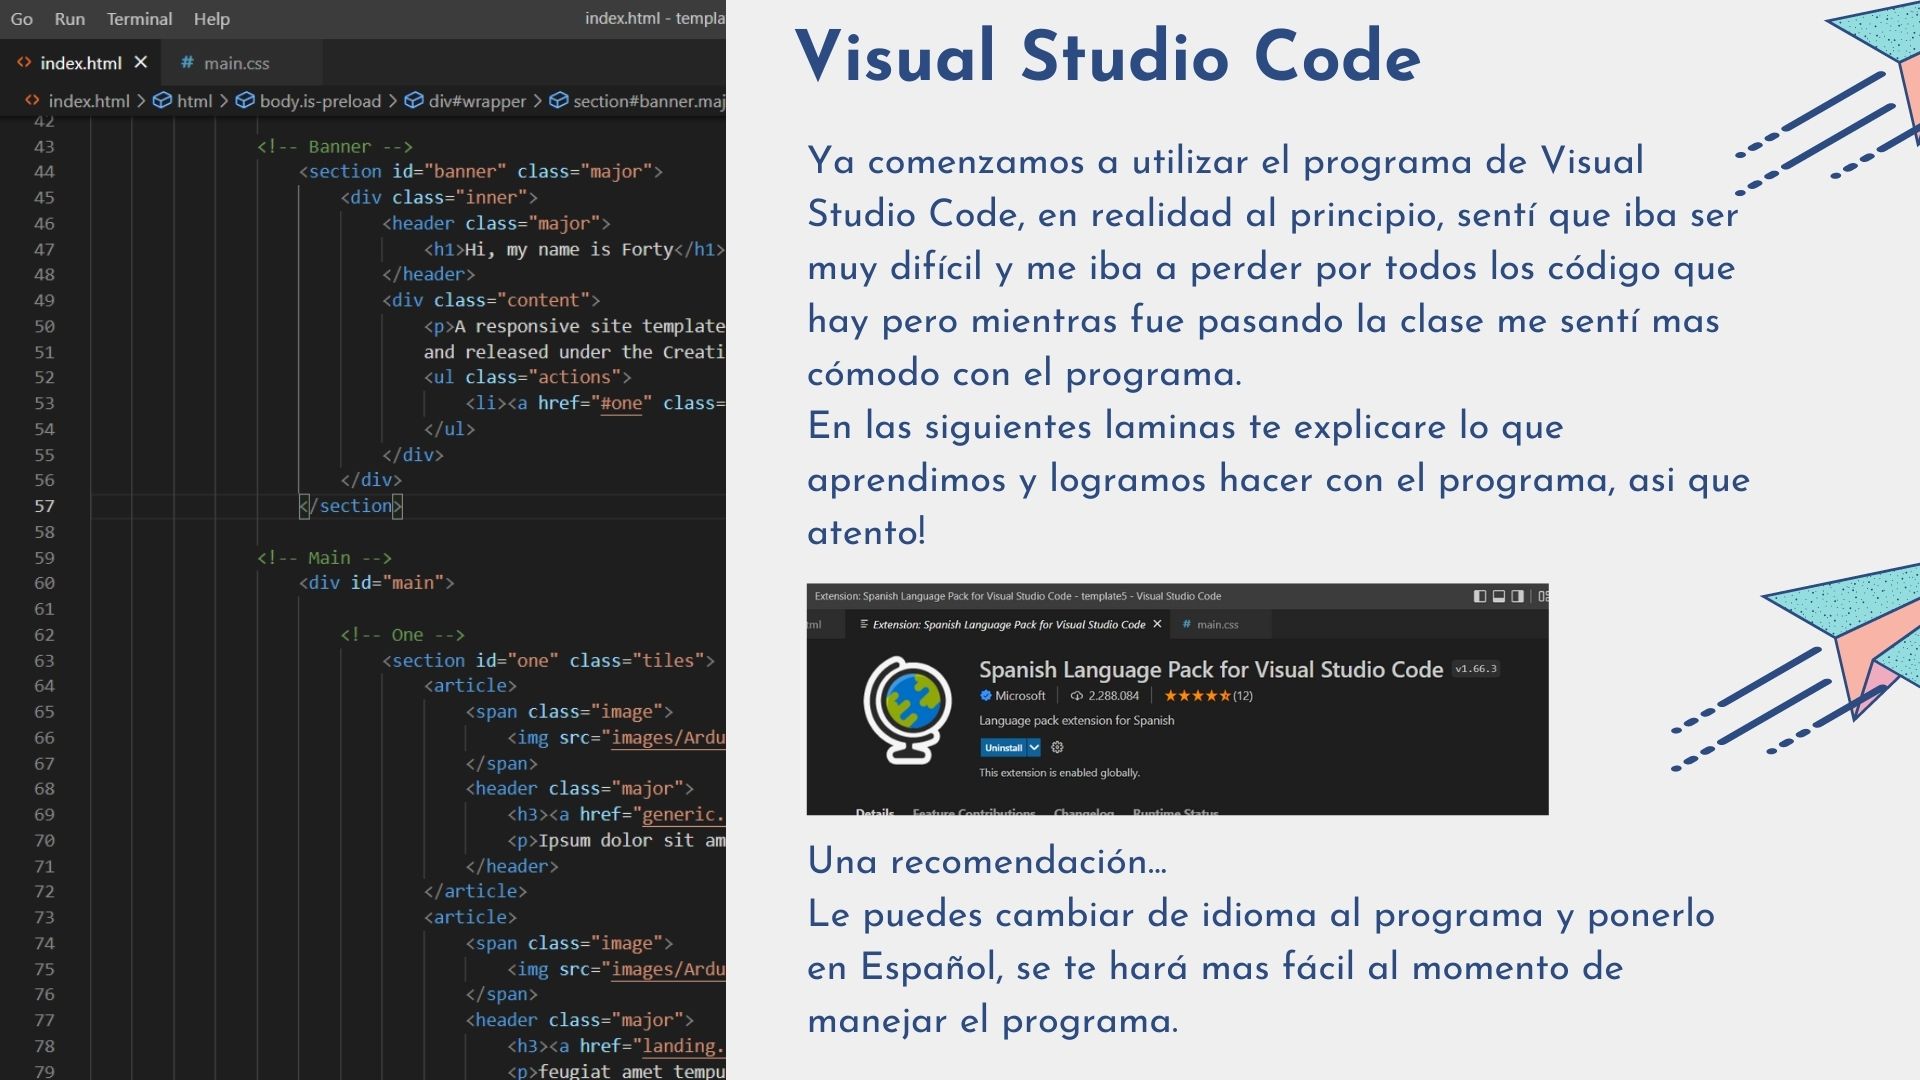 Go Run Terminal Help index.html - templa
index.html main.css
index.html > html > body.is-preload > div#wrapper > section#banner.maj
42
43 <!-- Banner -->
44 <section id="banner" class="major">
45 <div class="inner">
46 <header class="major">
47 <h1>Hi, my name is Forty</h1>
48 </header>
49 <div class="content">
50 <p>A responsive site template
51 and released under the Creati
52 <ul class="actions">
53 <li><a href="#one" class=
54 </ul>
55 </div>
56 </div>
57 </section>
58
59 <!-- Main -->
60 <div id="main">
61
62 <!-- One -->
63 <section id="one" class="tiles">
64 <article>
65 <span class="image">
66 <img src="images/Ardu
67 </span>
68 <header class="major">
69 <h3><a href="generic.
70 <p>Ipsum dolor sit am
71 </header>
72 </article>
73 <article>
74 <span class="image">
75 <img src="images/Ardu
76 </span>
77 <header class="major">
78 <h3><a href="landing.
79 <p>feugiat amet tempu
Visual Studio Code
Ya comenzamos a utilizar el programa de Visual
Studio Code, en realidad al principio, sentí que iba ser
muy difícil y me iba a perder por todos los código que
hay pero mientras fue pasando la clase me sentí mas
cómodo con el programa.
En las siguientes laminas te explicare lo que
aprendimos y logramos hacer con el programa, asi que
atento!
Extension: Spanish Language Pack for Visual Studio Code - template5 - Visual Studio Code
tml Extension: Spanish Language Pack for Visual Studio Code main.css
Spanish Language Pack for Visual Studio Code v1.66.3
Microsoft 2.288.084 (12)
Language pack extension for Spanish
Uninstall
This extension is enabled globally.
Details Feature Contributions Changelog Runtime Status
Una recomendación...
Le puedes cambiar de idioma al programa y ponerlo
en Español, se te hará mas fácil al momento de
manejar el programa.